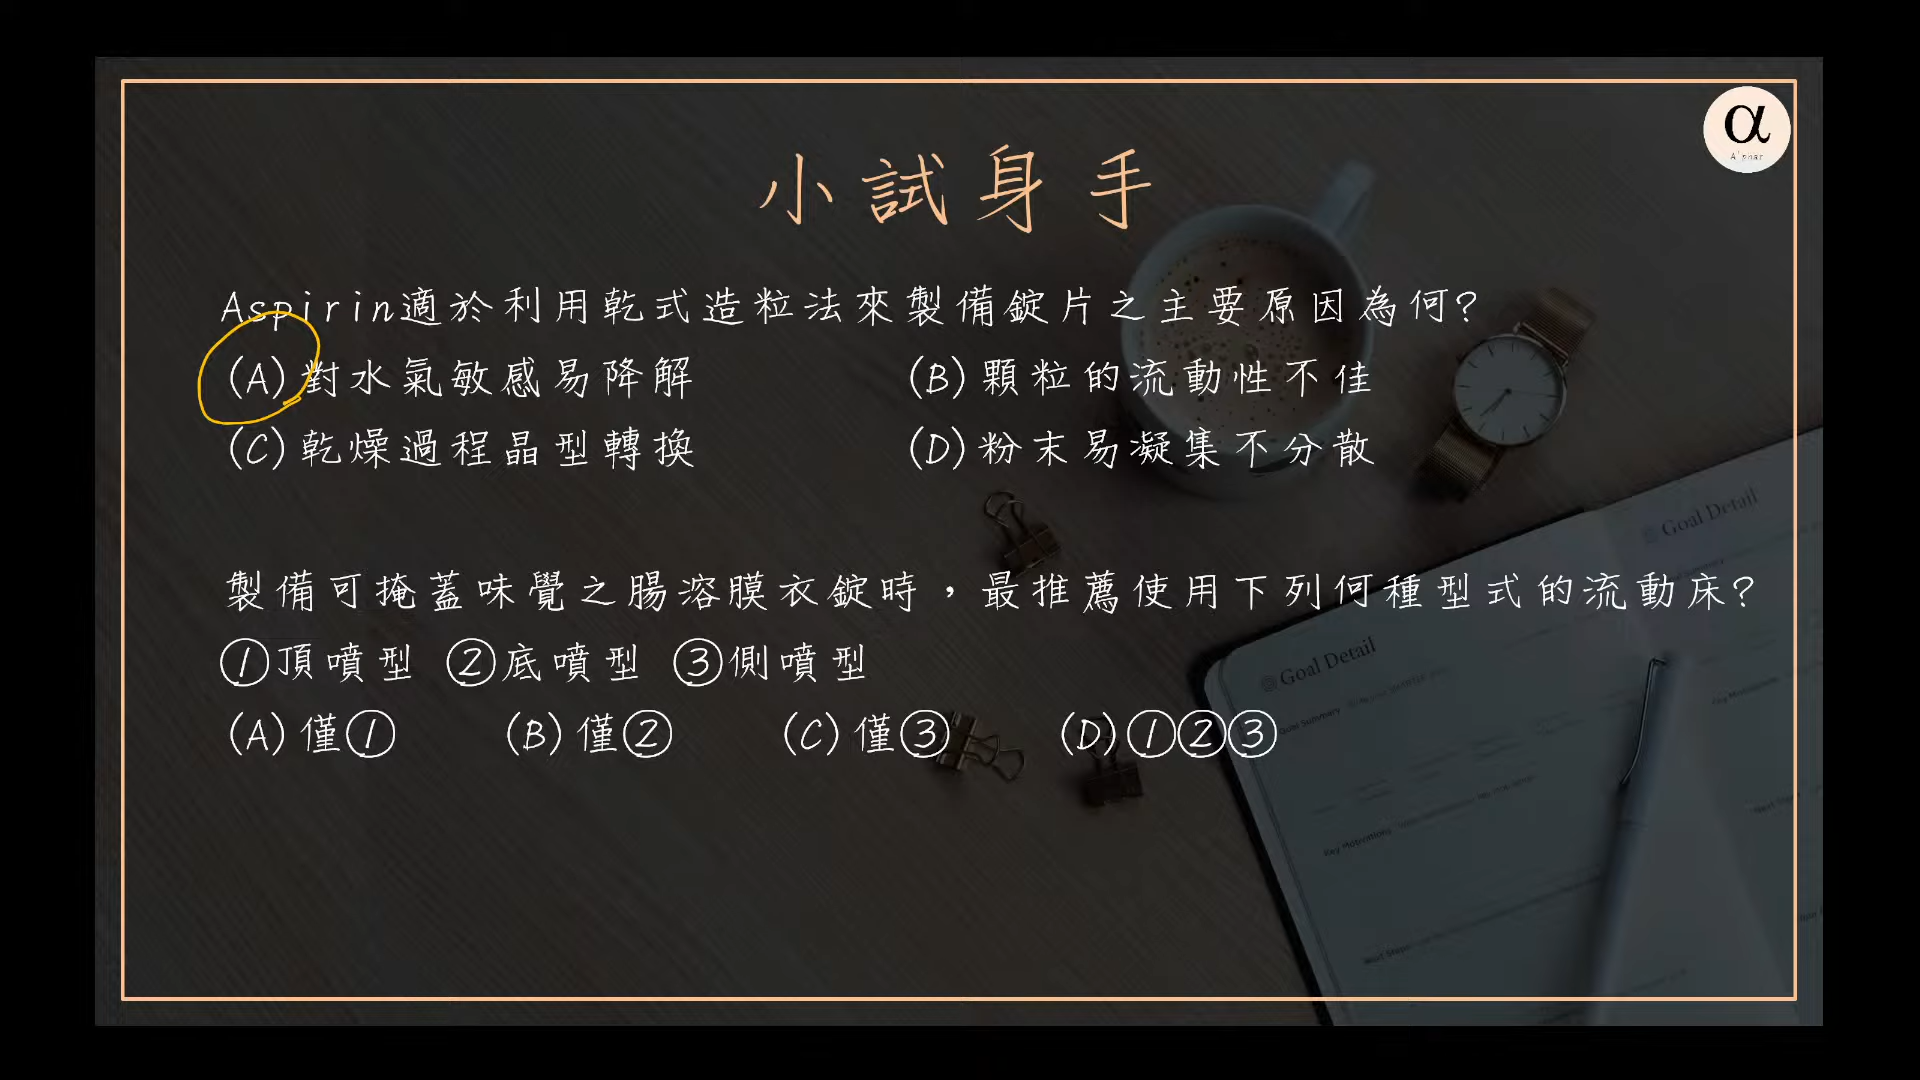 α
小試身手
Aspirin適於利用乾式造粒法來製備錠片之主要原因為何?
(A)對水氣敏感易降解 (B)顆粒的流動性不佳
(C)乾燥過程晶型轉換 (D)粉末易凝集不分散
製備可掩蓋味覺之腸溶膜衣錠時，最推薦使用下列何種型式的流動床?
①頂噴型 ②底噴型 ③側噴型
(A)僅① (B)僅② (C)僅③ (D)①②③
Goal Detail
Goal Detail
Key Motivations